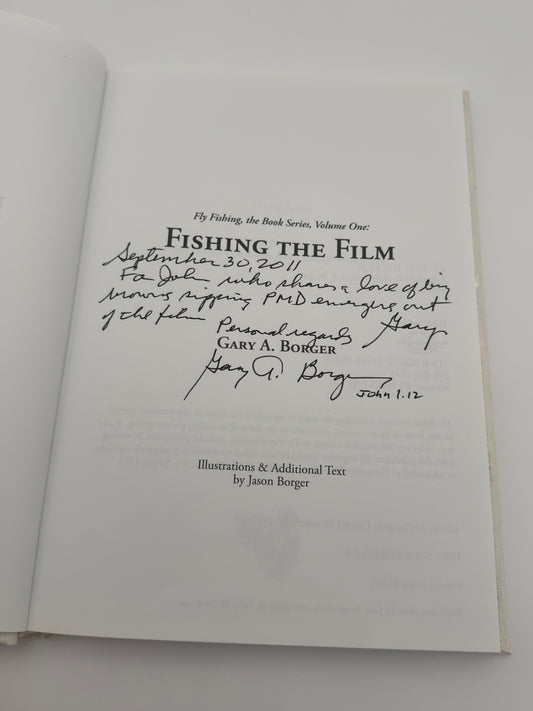 Fly Fishing, the Book Series, Volume One:
FISHING THE FILM
September 30, 2011
For John who shares a love of big
browns sipping PMD emergers out
of the film Personal regards Gary
GARY A. BORGER
Gary A. Borger
John 1.12
Illustrations & Additional Text
by Jason Borger